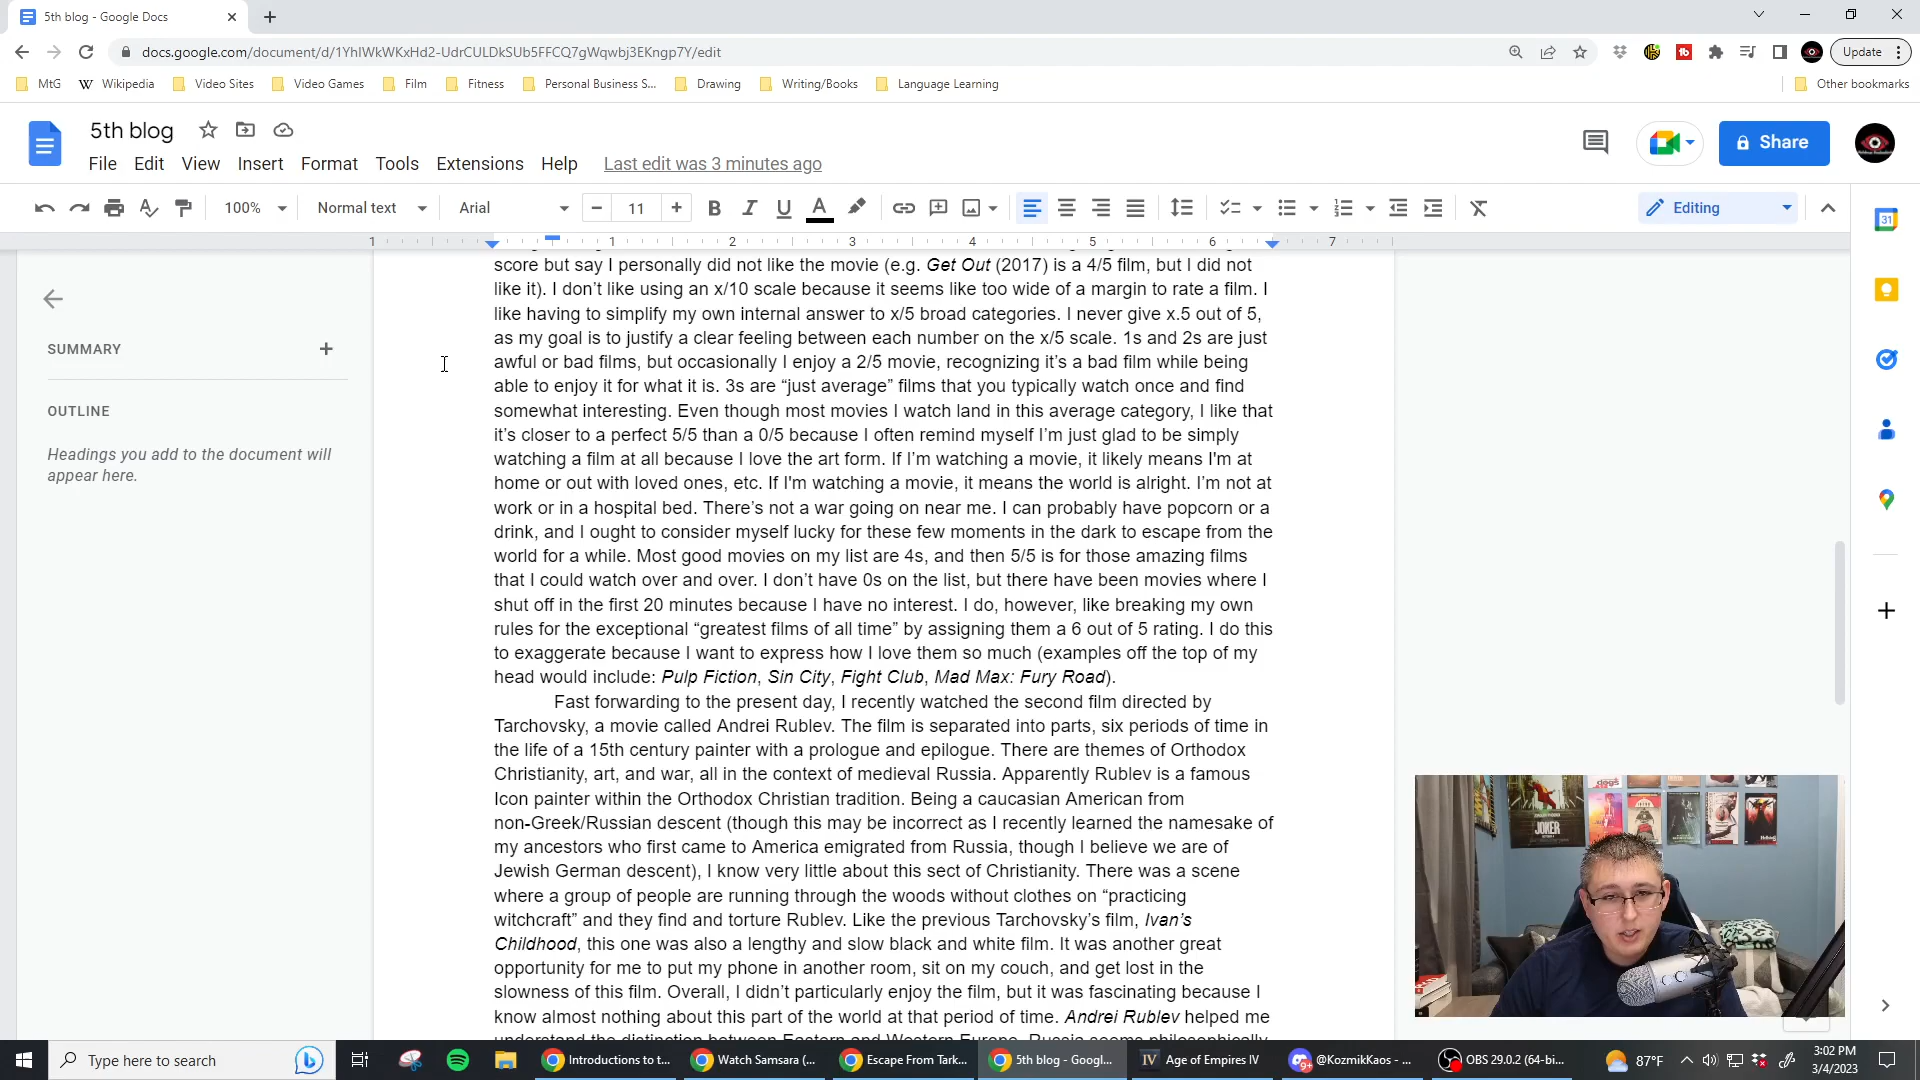 5th blog - Google Docs
docs.google.com/document/d/1YhIWkWKxHd2-UdrCULDkSUb5FFCQ7gWqwbj3EKngp7Y/edit
Update
MtG
Wikipedia
Video Sites
Video Games
Film
Fitness
Personal Business S...
Drawing
Writing/Books
Language Learning
Other bookmarks
5th blog
Share
File Edit View Insert Format Tools Extensions Help Last edit was 3 minutes ago
100% Normal text Arial 11 Editing
1 1 2 3 4 5 6 7
score but say I personally did not like the movie (e.g. Get Out (2017) is a 4/5 film, but I did not
like it). I don’t like using an x/10 scale because it seems like too wide of a margin to rate a film. I
like having to simplify my own internal answer to x/5 broad categories. I never give x.5 out of 5,
as my goal is to justify a clear feeling between each number on the x/5 scale. 1s and 2s are just
awful or bad films, but occasionally I enjoy a 2/5 movie, recognizing it’s a bad film while being
able to enjoy it for what it is. 3s are “just average” films that you typically watch once and find
somewhat interesting. Even though most movies I watch land in this average category, I like that
it’s closer to a perfect 5/5 than a 0/5 because I often remind myself I’m just glad to be simply
watching a film at all because I love the art form. If I’m watching a movie, it likely means I'm at
home or out with loved ones, etc. If I'm watching a movie, it means the world is alright. I’m not at
work or in a hospital bed. There’s not a war going on near me. I can probably have popcorn or a
drink, and I ought to consider myself lucky for these few moments in the dark to escape from the
world for a while. Most good movies on my list are 4s, and then 5/5 is for those amazing films
that I could watch over and over. I don’t have 0s on the list, but there have been movies where I
shut off in the first 20 minutes because I have no interest. I do, however, like breaking my own
rules for the exceptional “greatest films of all time” by assigning them a 6 out of 5 rating. I do this
to exaggerate because I want to express how I love them so much (examples off the top of my
head would include: Pulp Fiction, Sin City, Fight Club, Mad Max: Fury Road).
Fast forwarding to the present day, I recently watched the second film directed by
Tarchovsky, a movie called Andrei Rublev. The film is separated into parts, six periods of time in
the life of a 15th century painter with a prologue and epilogue. There are themes of Orthodox
Christianity, art, and war, all in the context of medieval Russia. Apparently Rublev is a famous
Icon painter within the Orthodox Christian tradition. Being a caucasian American from
non-Greek/Russian descent (though this may be incorrect as I recently learned the namesake of
my ancestors who first came to America emigrated from Russia, though I believe we are of
Jewish German descent), I know very little about this sect of Christianity. There was a scene
where a group of people are running through the woods without clothes on “practicing
witchcraft” and they find and torture Rublev. Like the previous Tarchovsky’s film, Ivan’s
Childhood, this one was also a lengthy and slow black and white film. It was another great
opportunity for me to put my phone in another room, sit on my couch, and get lost in the
slowness of this film. Overall, I didn’t particularly enjoy the film, but it was fascinating because I
know almost nothing about this part of the world at that period of time. Andrei Rublev helped me
understand the distinction between Eastern and Western Europe. Russia seems philosophically
SUMMARY
OUTLINE
Headings you add to the document will
appear here.
31
JOKER
Type here to search
Introductions to t...
Watch Samsara (...
Escape From Tark...
5th blog - Googl...
IV Age of Empires IV
9+ @KozmikKaos - ...
OBS 29.0.2 (64-bi...
87°F
3:02 PM
3/4/2023